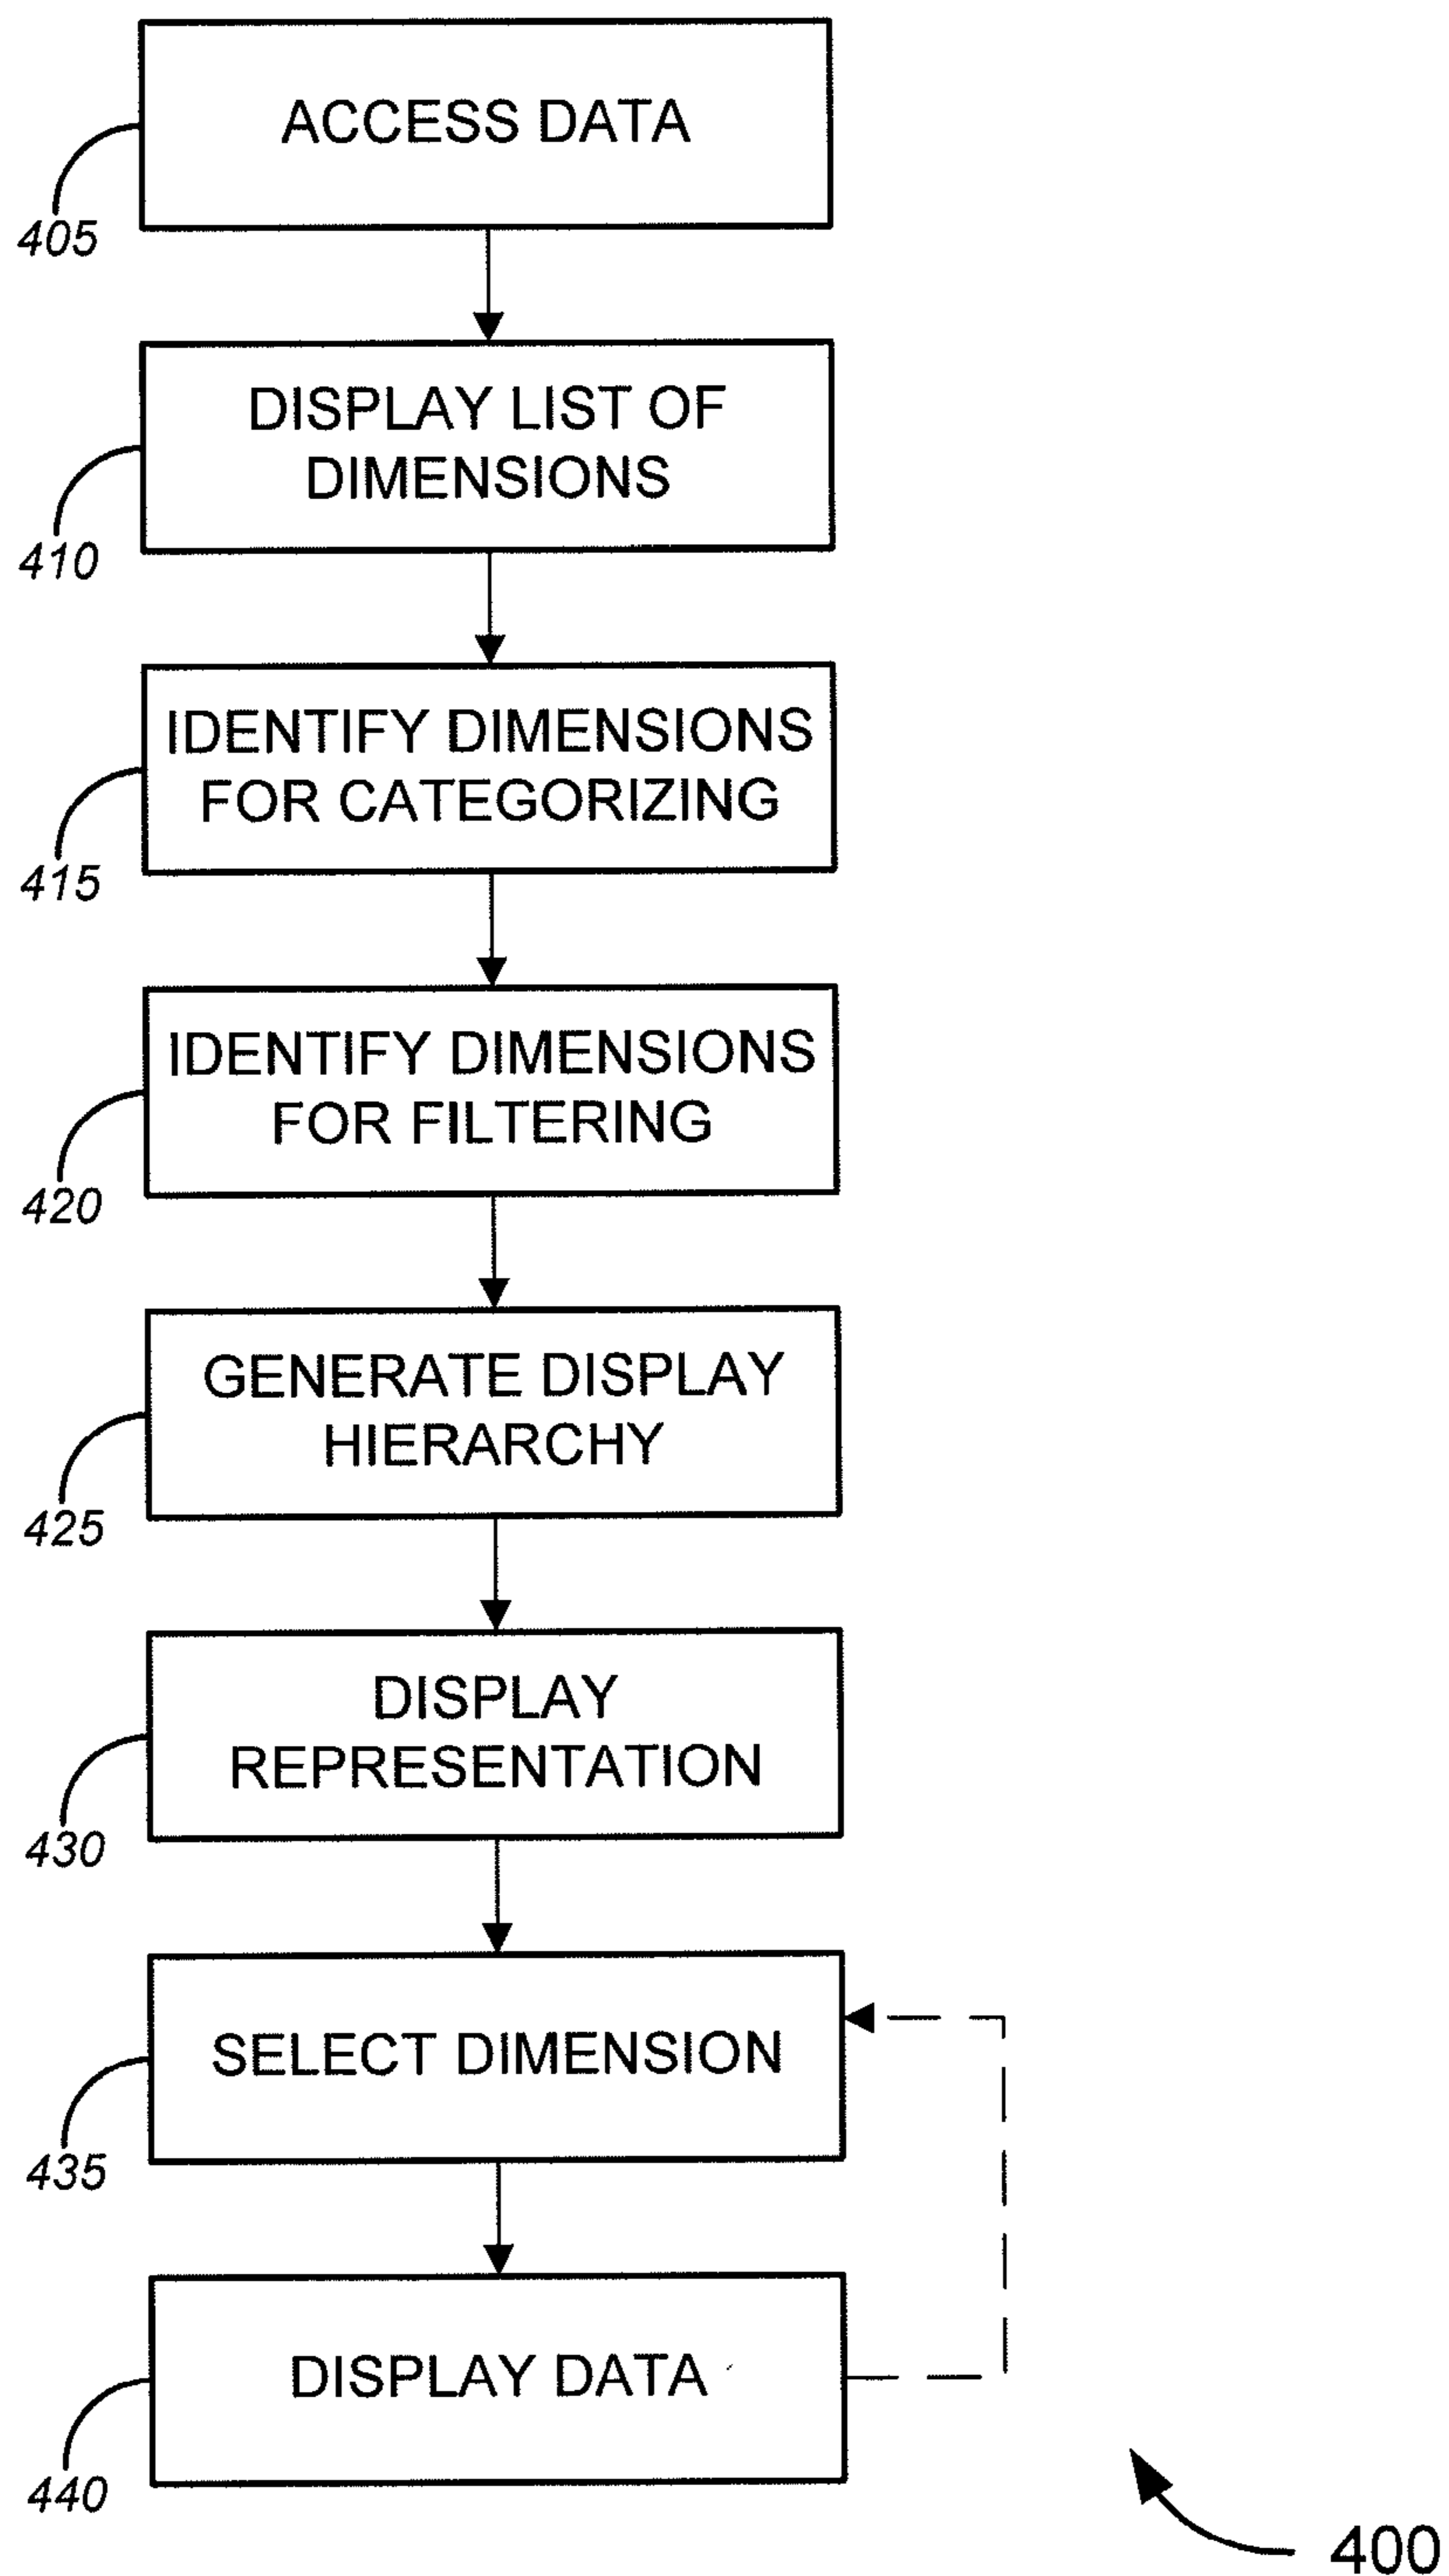 ACCESS DATA
405
DISPLAY LIST OF
DIMENSIONS
410
IDENTIFY DIMENSIONS
FOR CATEGORIZING
415
IDENTIFY DIMENSIONS
FOR FILTERING
420
GENERATE DISPLAY
HIERARCHY
425
DISPLAY
REPRESENTATION
430
SELECT DIMENSION
435
DISPLAY DATA
440
400